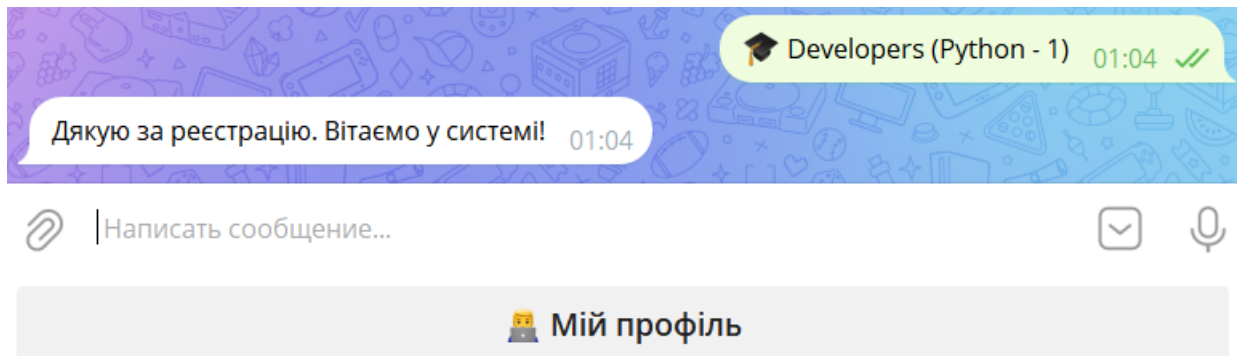 🎓 Developers (Python - 1) 01:04
Дякую за реєстрацію. Вітаємо у системі! 01:04
Написать сообщение...
👨‍💻 Мій профіль